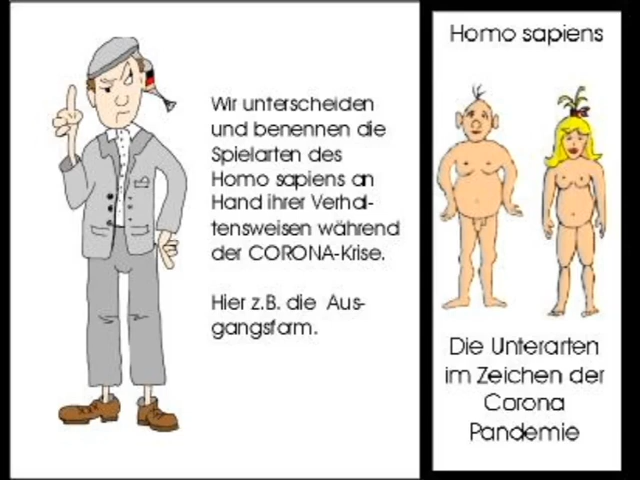 Wir unterscheiden
und benennen die
Spielarten des
Homo sapiens an
Hand ihrer Verhal-
tensweisen während
der CORONA-Krise.
Hier z.B. die Aus-
gangsform.
Homo sapiens
Die Unterarten
im Zeichen der
Corona
Pandemie